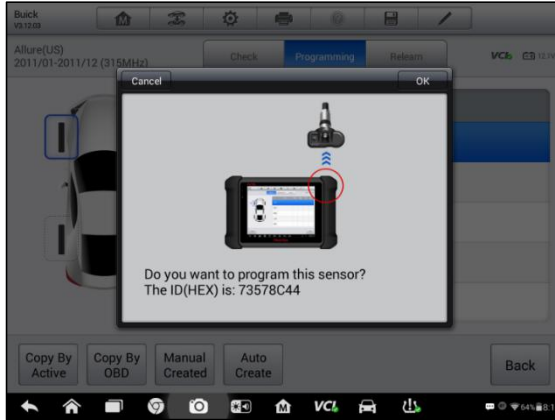 Buick
V3.12.03
Allure(US)
2011/01-2011/12 (315MHz)
Check
Programming
Relearn
VCI
Cancel
OK
Do you want to program this sensor?
The ID(HEX) is: 73578C44
Copy By
Active
Copy By
OBD
Manual
Created
Auto
Create
Back
VCI
64%